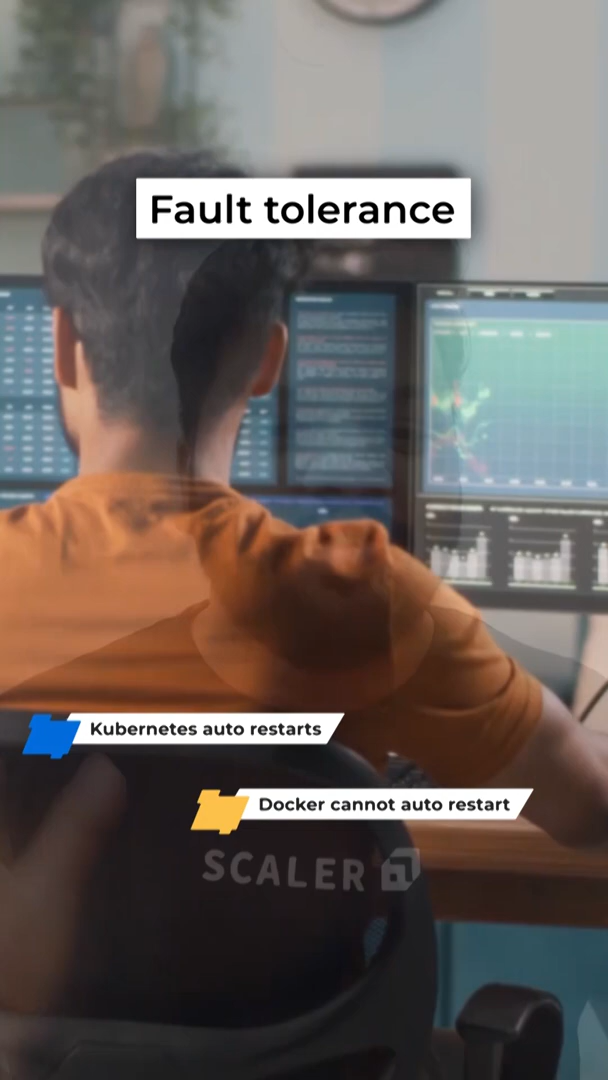 Fault tolerance
Kubernetes auto restarts
Docker cannot auto restart
SCALER